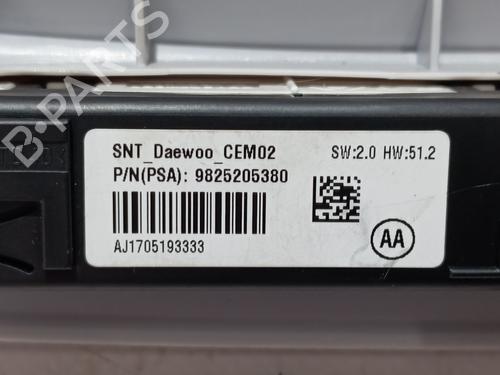 B-PARTS
SNT_Daewoo_CEM02 SW:2.0 HW:51.2
P/N(PSA): 9825205380
AJ1705193333
AA